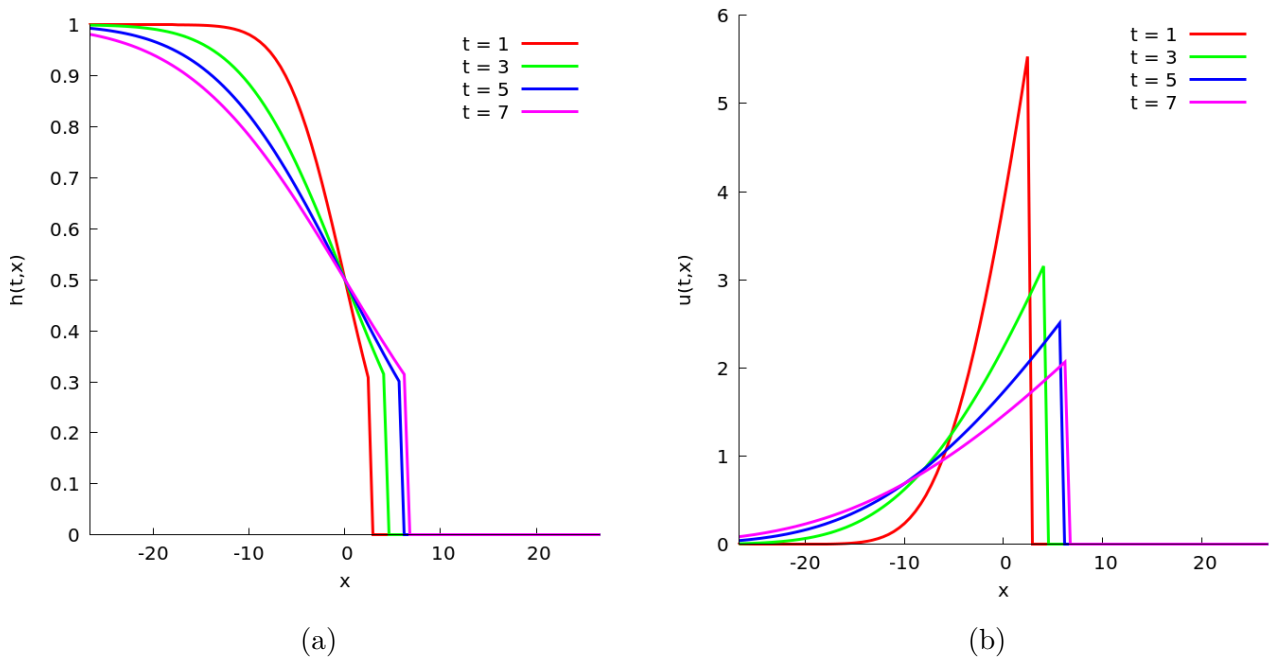 1
0.9
0.8
0.7
0.6
0.5
0.4
0.3
0.2
0.1
0
h(t,x)
-20
-10
0
10
20
x
t = 1
t = 3
t = 5
t = 7
(a)
6
5
4
3
2
1
0
u(t,x)
-20
-10
0
10
20
x
t = 1
t = 3
t = 5
t = 7
(b)